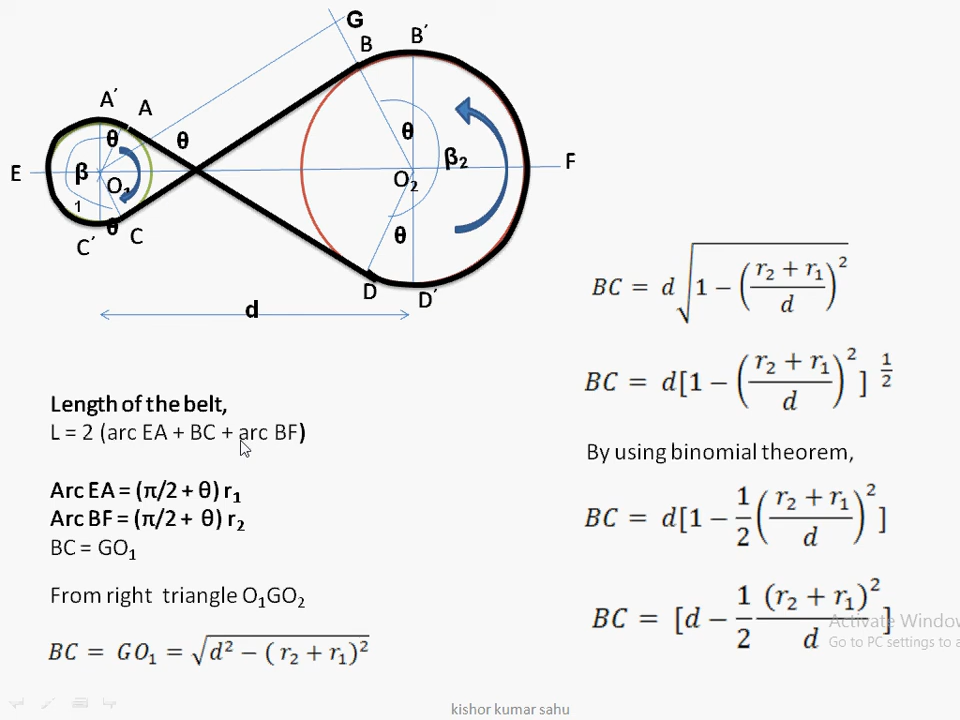 G
B B′
A′ A
θ θ θ
E β O₁ O₂ β₂ F
1
θ θ
C′ C
D D′
d
Length of the belt,
L = 2 (arc EA + BC + arc BF)
Arc EA = (π/2 + θ) r₁
Arc BF = (π/2 + θ) r₂
BC = GO₁
From right triangle O₁GO₂
BC = GO₁ = √(d² − ( r₂ + r₁)²)
BC = d √(1 − ((r₂ + r₁)/d)²)
BC = d[1 − ((r₂ + r₁)/d)²] ^(1/2)
By using binomial theorem,
BC = d[1 − 1/2 ((r₂ + r₁)/d)²]
BC = [d − 1/2 (r₂ + r₁)²/d]
Activate Window
Go to PC settings to a
kishor kumar sahu